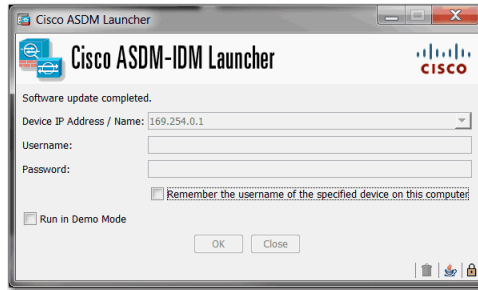 Cisco ASDM Launcher
Cisco ASDM-IDM Launcher
CISCO
Software update completed.
Device IP Address / Name: 169.254.0.1
Username:
Password:
Remember the username of the specified device on this computer
Run in Demo Mode
OK Close